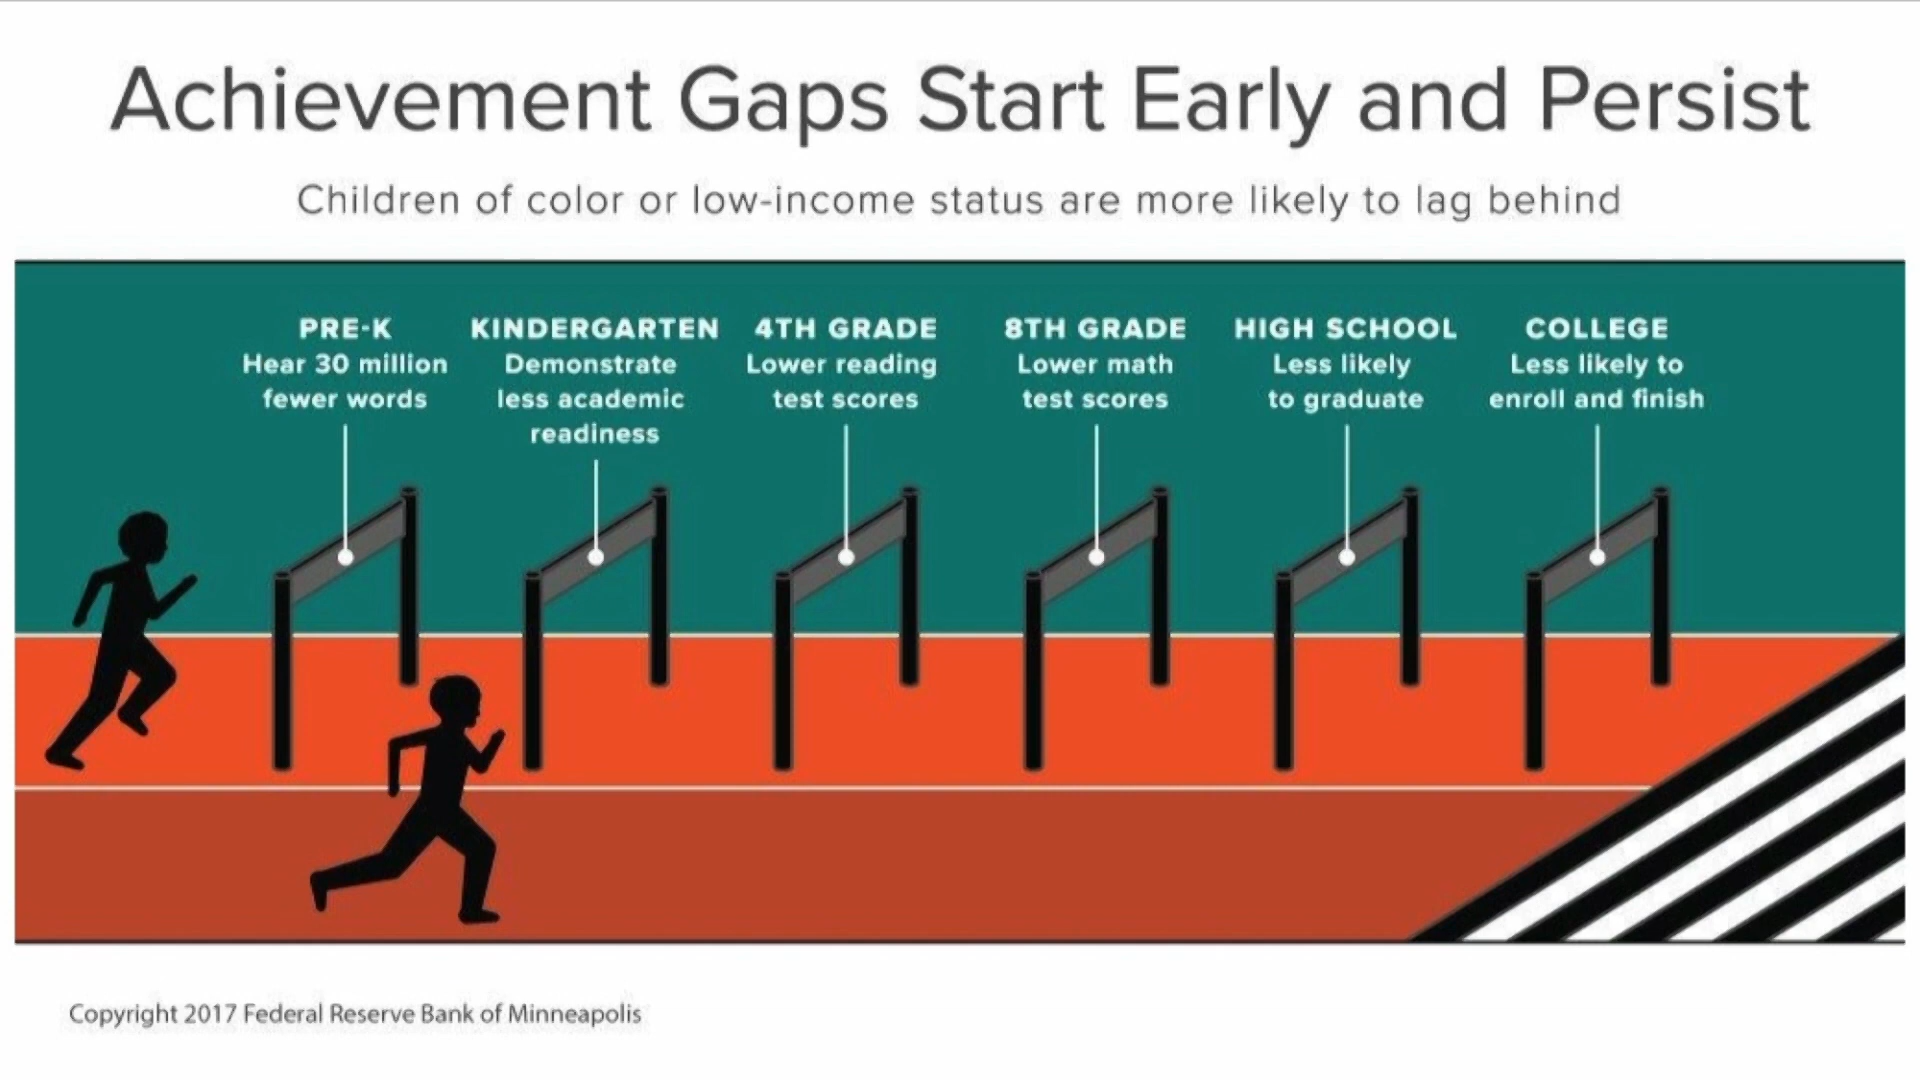 Achievement Gaps Start Early and Persist
Children of color or low-income status are more likely to lag behind
PRE-K
Hear 30 million
fewer words
KINDERGARTEN
Demonstrate
less academic
readiness
4TH GRADE
Lower reading
test scores
8TH GRADE
Lower math
test scores
HIGH SCHOOL
Less likely
to graduate
COLLEGE
Less likely to
enroll and finish
Copyright 2017 Federal Reserve Bank of Minneapolis